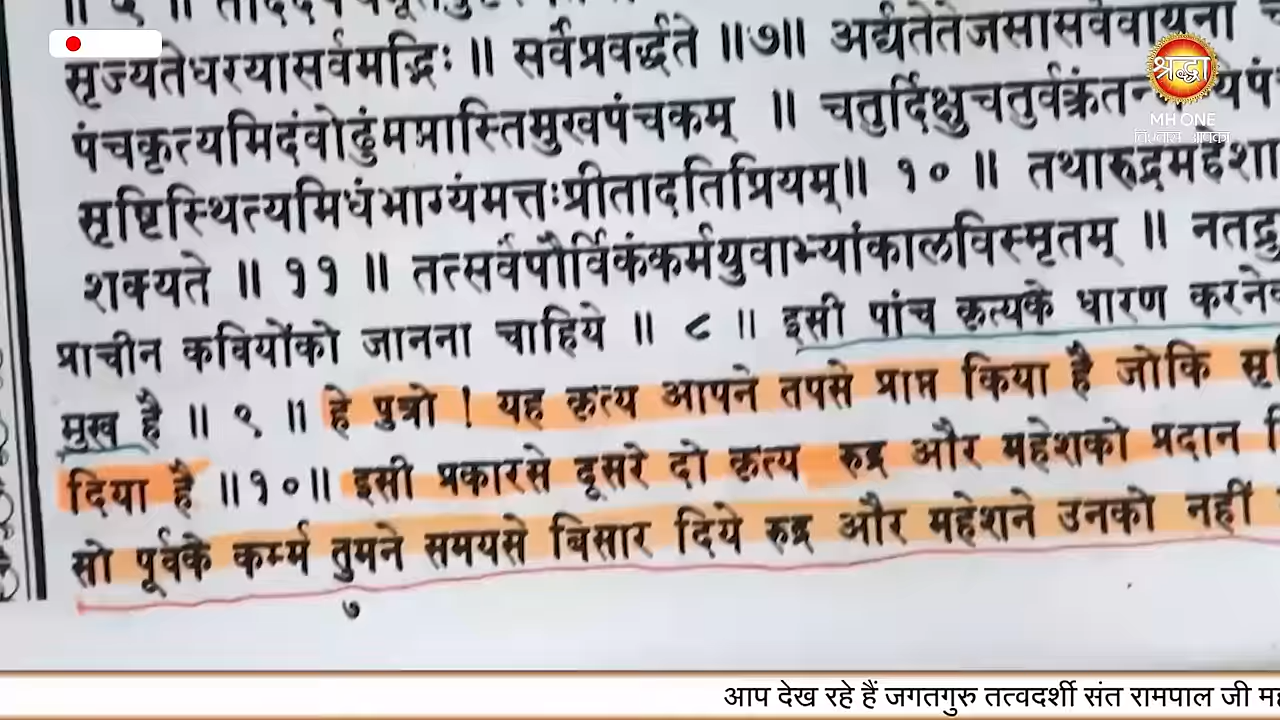 सृज्यतेधरयासर्वमद्भिः ॥ सर्वंप्रवर्द्धते ॥७॥ अर्द्यतेतेजसासर्वंवायुना
पंचकृत्यमिदंवोढुंममास्तिमुखपंचकम् ॥ चतुर्दिक्षुचतुर्वक्त्रंतन्
सृष्टिस्थित्यभिधंभाग्यंमत्तःप्रीतादतिप्रियम्॥ १० ॥ तथारुद्रमहेशा
शक्यते ॥ ११ ॥ तत्सर्वंपौर्विकंकर्मयुवाभ्यांकालविस्मृतम् ॥ नतद्रु
प्राचीन कवियोंको जानना चाहिये ॥ ८ ॥ इसी पांच कृत्यके धारण करने
मुख है ॥ ९ ॥ हे पुत्रो ! यह कृत्य आपने तपसे प्राप्त किया है जोकि
दिया है ॥१०॥ इसी प्रकारसे दूसरे दो कृत्य रुद्र और महेशको प्रदान
सो पूर्वके कर्म्म तुमने समयसे बिसार दिये रुद्र और महेशने उनको नहीं
७
श्रद्धा
MH ONE
आप देख रहे हैं जगतगुरु तत्वदर्शी संत रामपाल जी